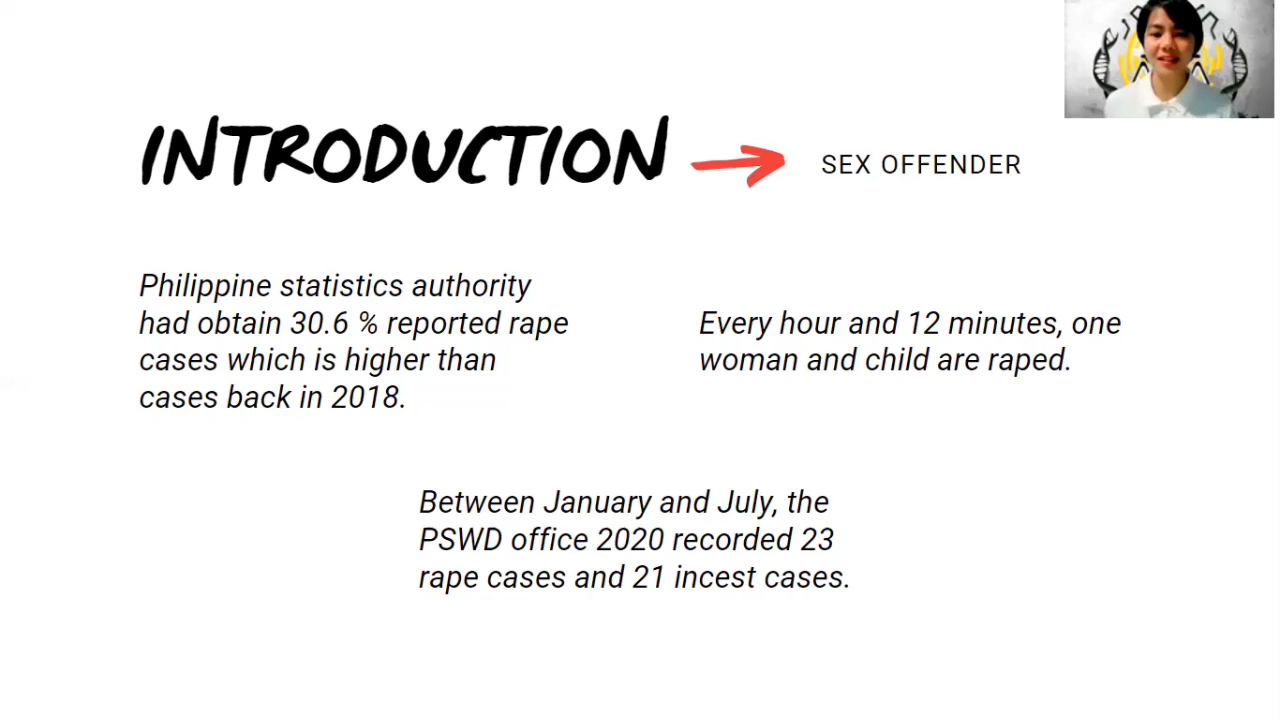 INTRODUCTION
SEX OFFENDER
Philippine statistics authority
had obtain 30.6 % reported rape
cases which is higher than
cases back in 2018.
Every hour and 12 minutes, one
woman and child are raped.
Between January and July, the
PSWD office 2020 recorded 23
rape cases and 21 incest cases.